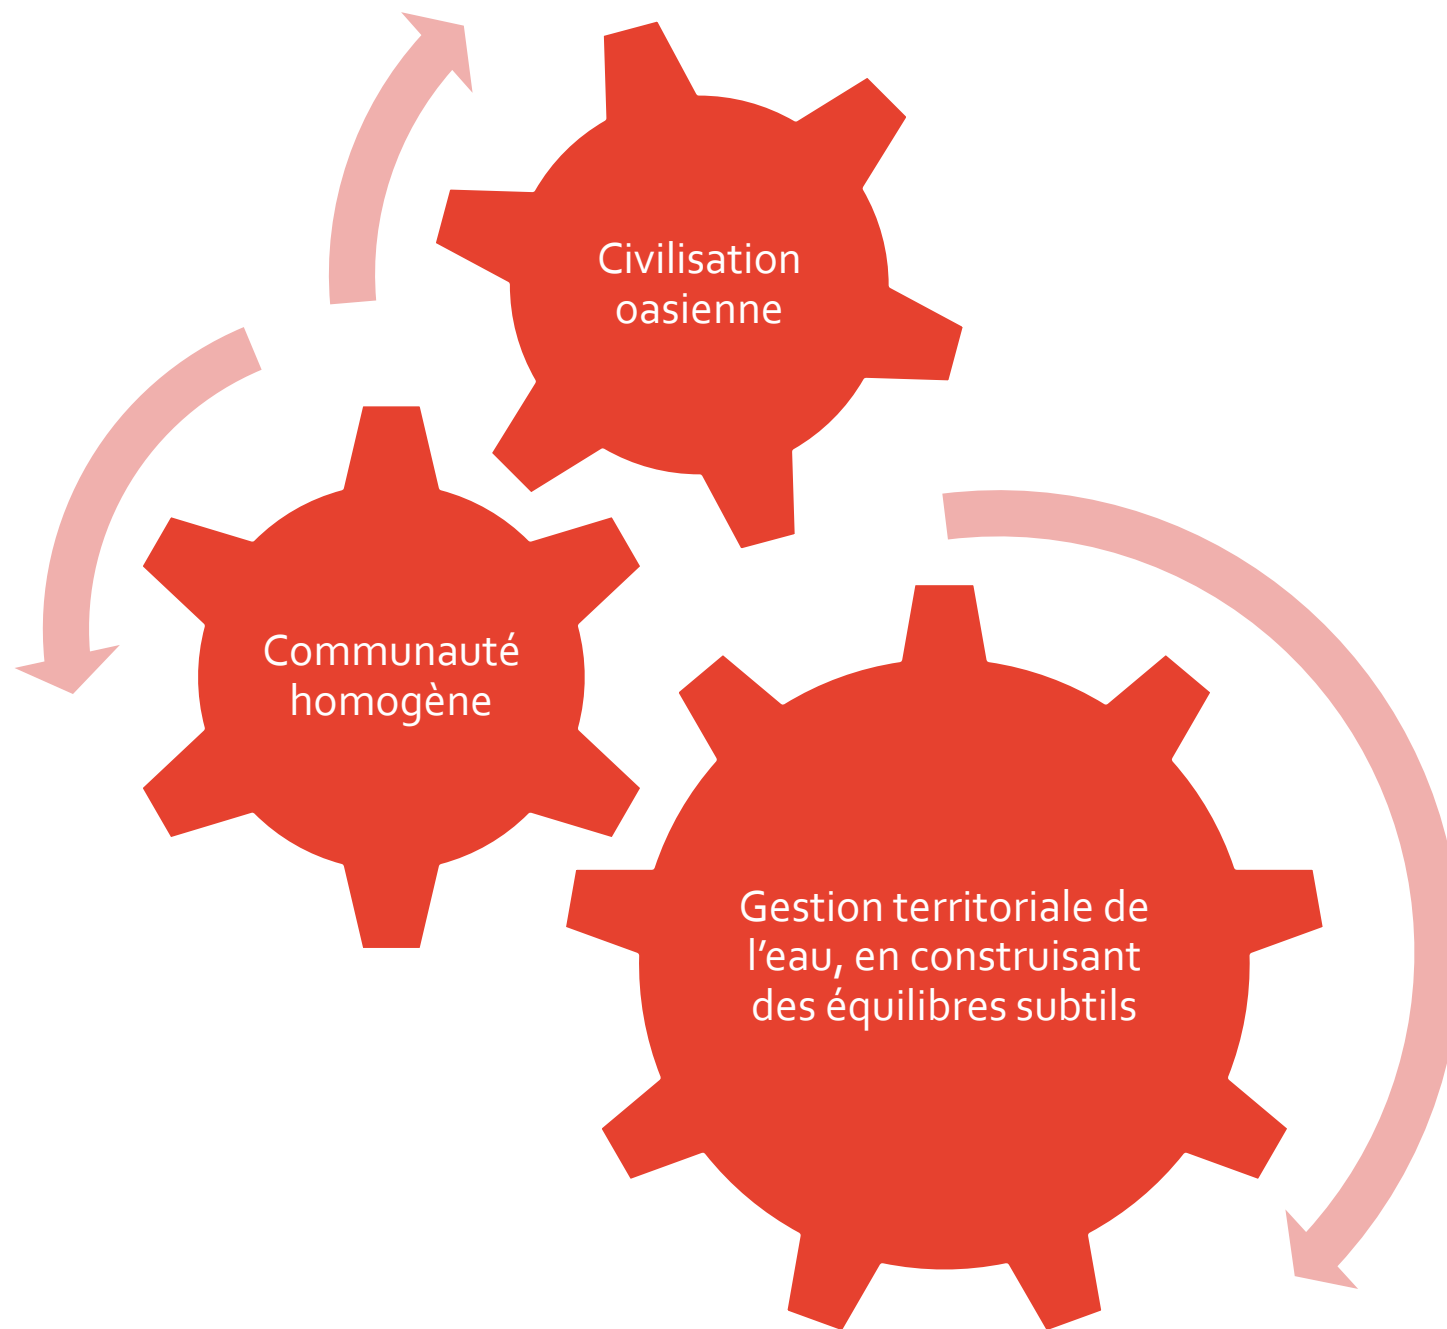 Civilisation
oasienne
Communauté
homogène
Gestion territoriale de
l’eau, en construisant
des équilibres subtils